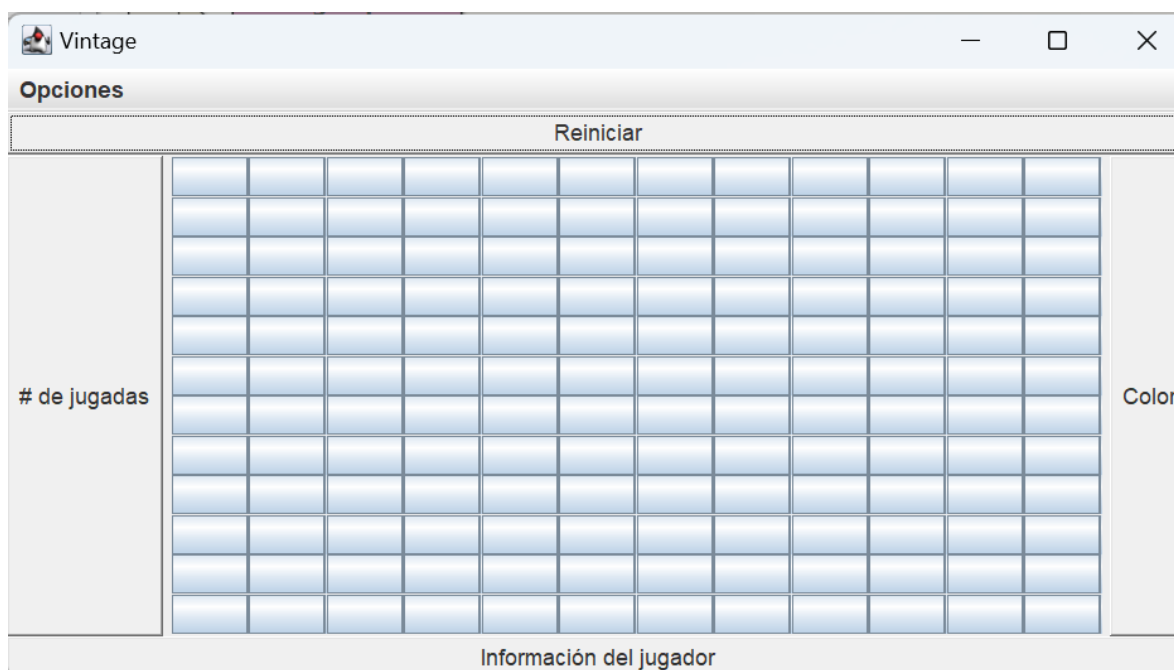 Vintage
Opciones
Reiniciar
# de jugadas
Color
Información del jugador